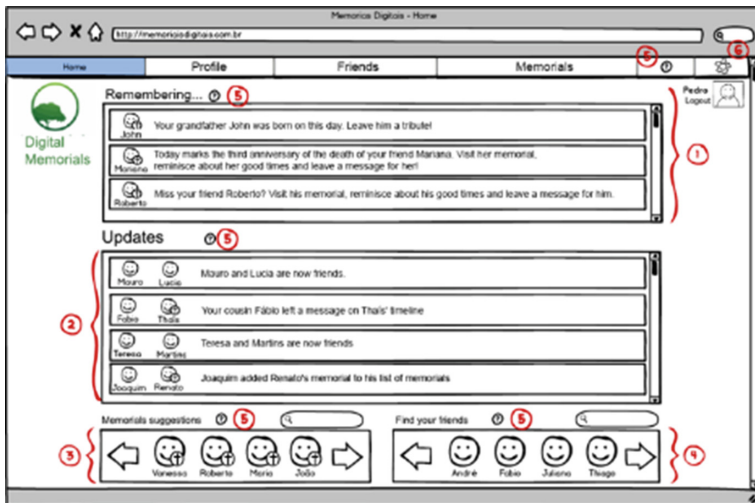 Memorias Digitais - Home
http://memoriaisdigitais.com.br
6
Home
Profile
Friends
Memorials
5
?
Digital
Memorials
Remembering... ? 5
Pedro
Logout
John
Your grandfather John was born on this day. Leave him a tribute!
Mariana
Today marks the third anniversary of the death of your friend Mariana. Visit her memorial,
reminisce about her good times and leave a message for her!
Roberto
Miss your friend Roberto? Visit his memorial, reminisce about his good times and leave a message for him.
1
Updates ? 5
Mauro Lucia
Mauro and Lucia are now friends.
Fabio Thaís
Your cousin Fábio left a message on Thaís' timeline
Teresa Martins
Teresa and Martins are now friends
Joaquim Renato
Joaquim added Renato's memorial to his list of memorials
2
Memorials suggestions ? 5
Find your friends ? 5
3
Vanessa Roberto Maria João
André Fabio Juliana Thiago
4